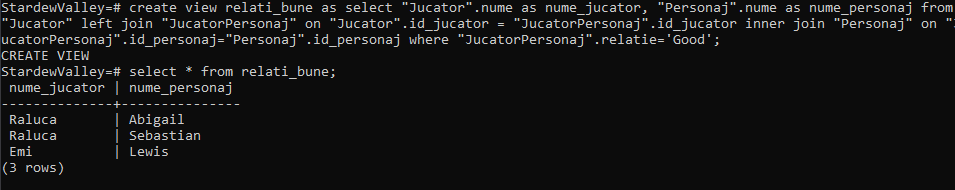 StardewValley=# create view relati_bune as select "Jucator".nume as nume_jucator, "Personaj".nume as nume_personaj from
"Jucator" left join "JucatorPersonaj" on "Jucator".id_jucator = "JucatorPersonaj".id_jucator inner join "Personaj" on "J
ucatorPersonaj".id_personaj="Personaj".id_personaj where "JucatorPersonaj".relatie='Good';
CREATE VIEW
StardewValley=# select * from relati_bune;
 nume_jucator | nume_personaj
--------------+---------------
 Raluca       | Abigail
 Raluca       | Sebastian
 Emi          | Lewis
(3 rows)